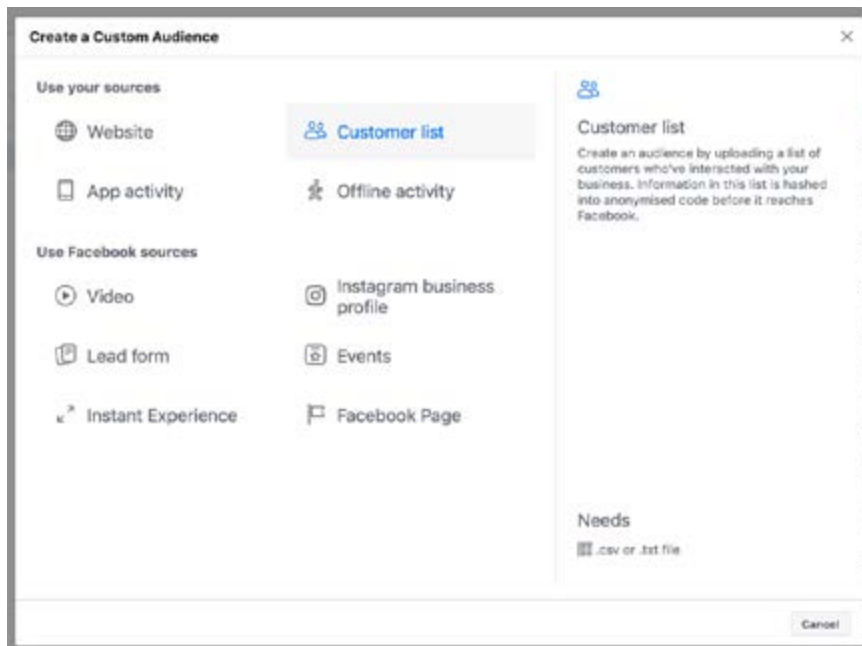 Create a Custom Audience
Use your sources
Website
Customer list
App activity
Offline activity
Use Facebook sources
Video
Instagram business
profile
Lead form
Events
Instant Experience
Facebook Page
Customer list
Create an audience by uploading a list of
customers who've interacted with your
business. Information in this list is hashed
into anonymised code before it reaches
Facebook.
Needs
.csv or .txt file
Cancel